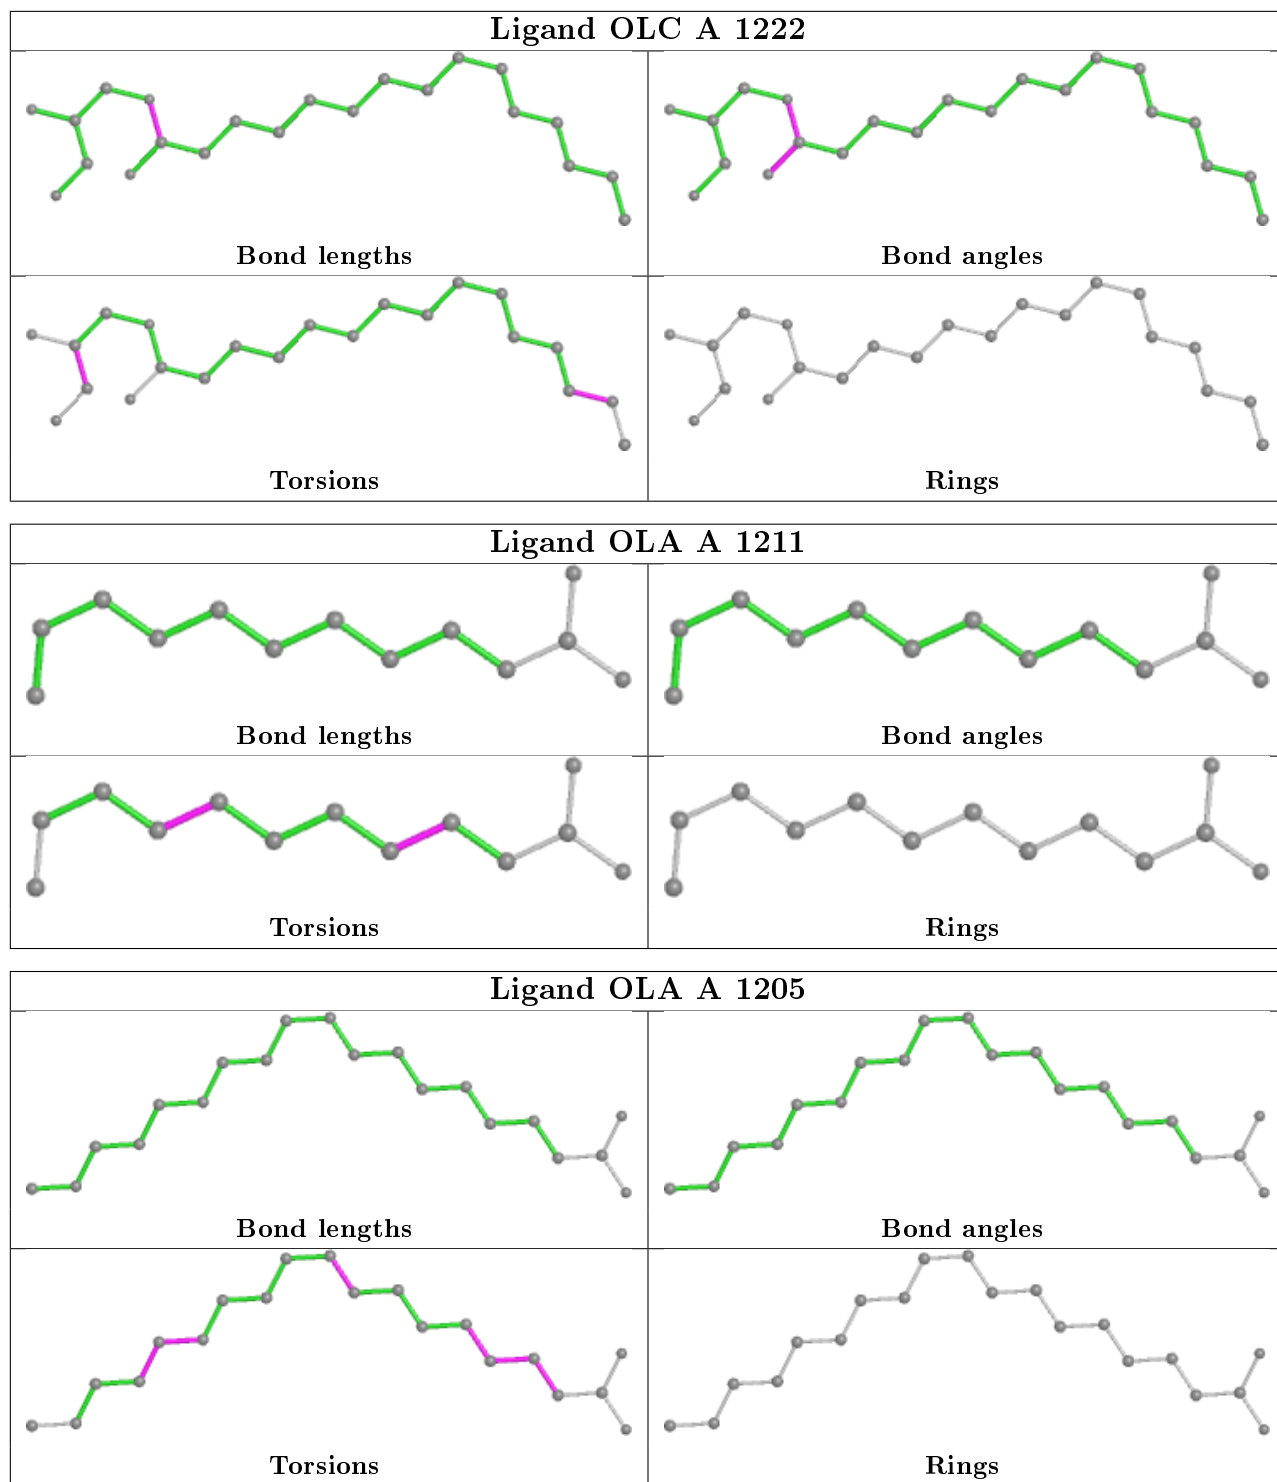 Ligand OLC A 1222
Bond lengths
Bond angles
Torsions
Rings
Ligand OLA A 1211
Bond lengths
Bond angles
Torsions
Rings
Ligand OLA A 1205
Bond lengths
Bond angles
Torsions
Rings